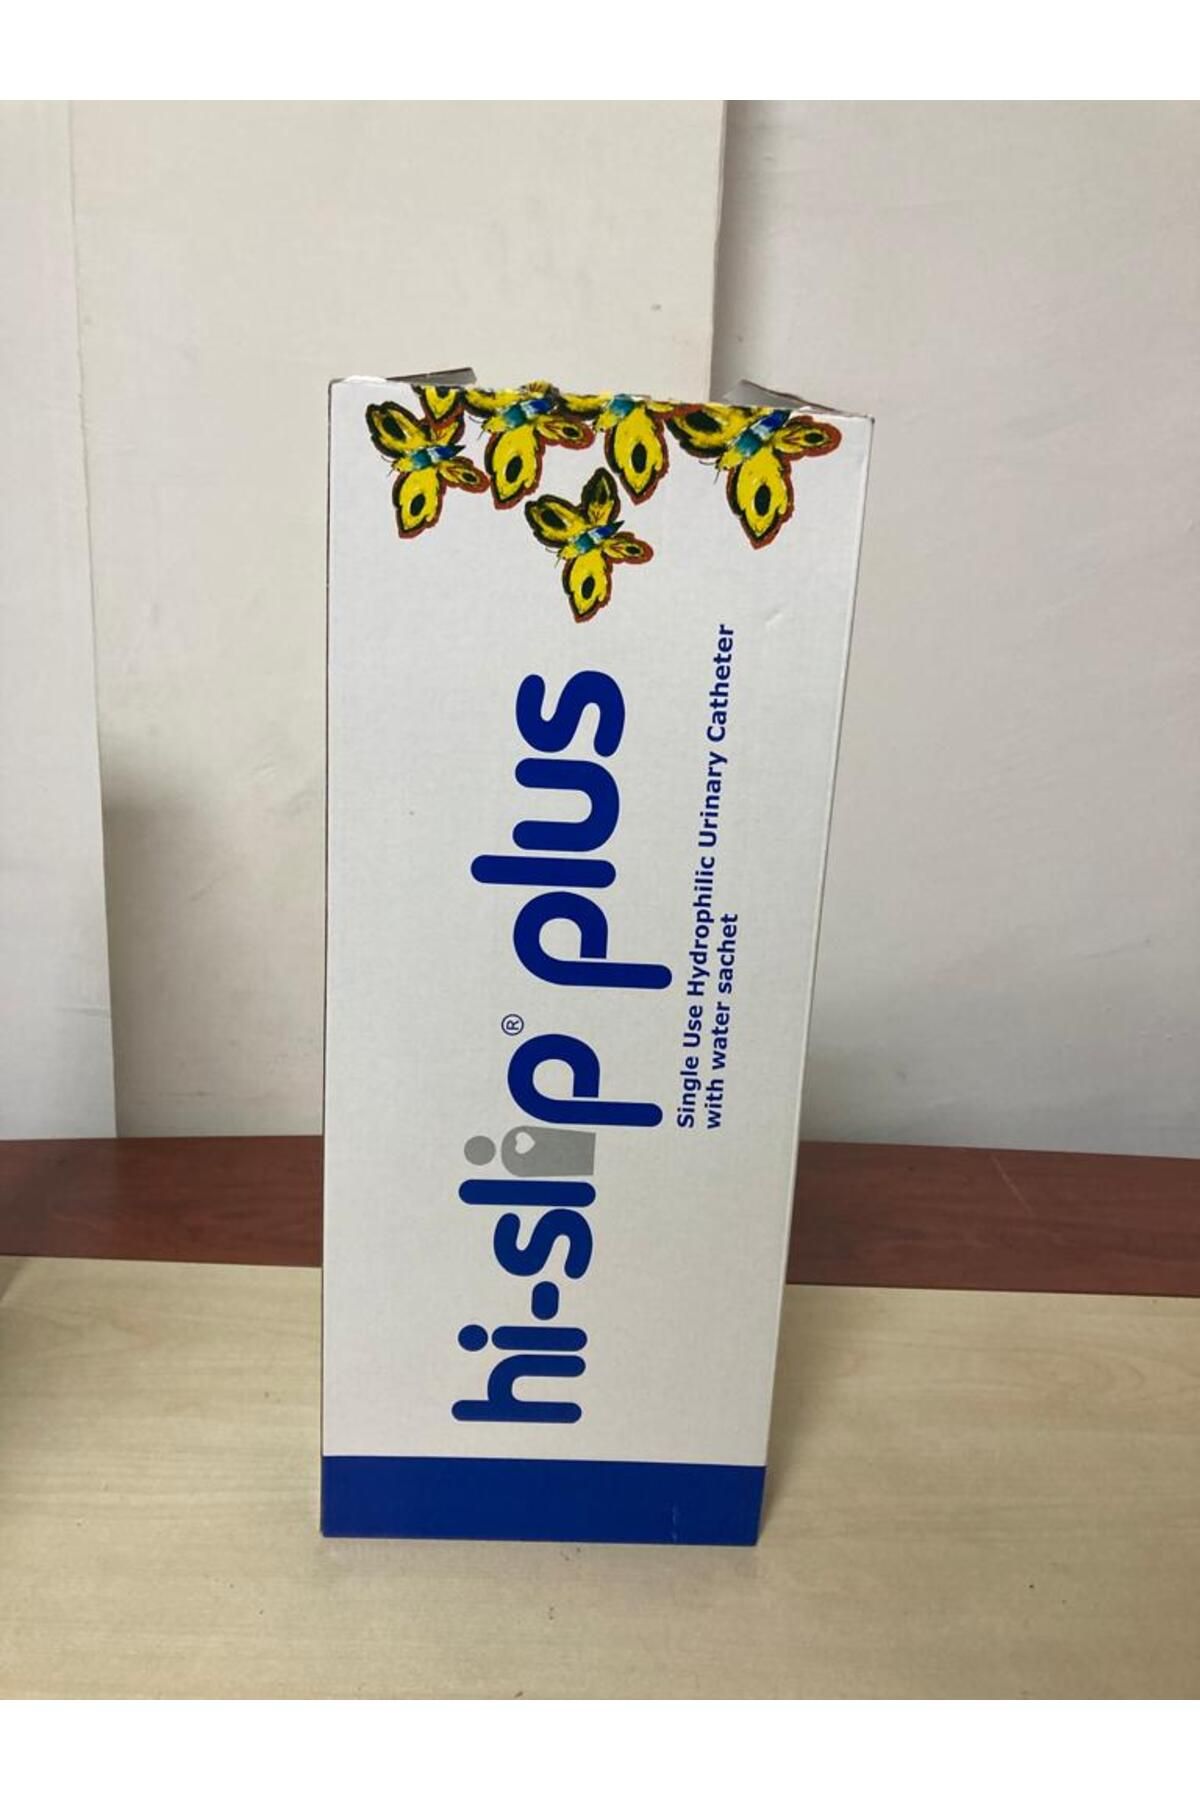 hi-slip® plus
Single Use Hydrophilic Urinary Catheter
with water sachet